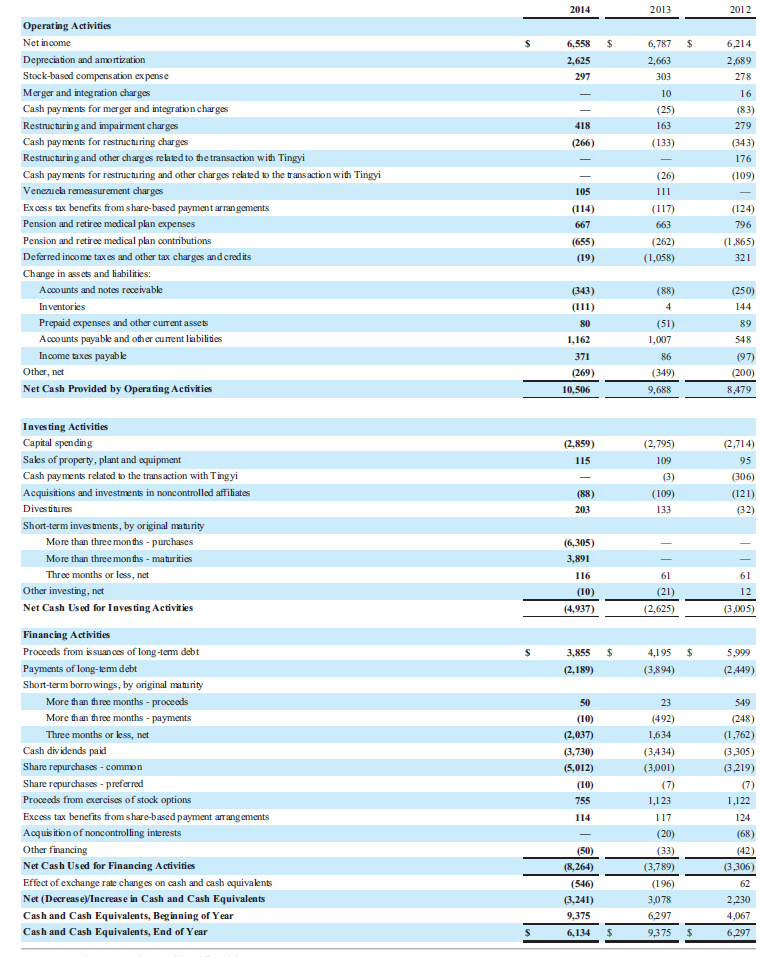 2014 2013 2012
Operating Activities
Net income $ 6,558 $ 6,787 $ 6,214
Depreciation and amortization 2,625 2,663 2,689
Stock-based compensation expense 297 303 278
Merger and integration charges — 10 16
Cash payments for merger and integration charges — (25) (83)
Restructuring and impairment charges 418 163 279
Cash payments for restructuring charges (266) (133) (343)
Restructuring and other charges related to the transaction with Tingyi — — 176
Cash payments for restructuring and other charges related to the transaction with Tingyi — (26) (109)
Venezuela remeasurement charges 105 111 —
Excess tax benefits from share-based payment arrangements (114) (117) (124)
Pension and retiree medical plan expenses 667 663 796
Pension and retiree medical plan contributions (655) (262) (1,865)
Deferred income taxes and other tax charges and credits (19) (1,058) 321
Change in assets and liabilities:
Accounts and notes receivable (343) (88) (250)
Inventories (111) 4 144
Prepaid expenses and other current assets 80 (51) 89
Accounts payable and other current liabilities 1,162 1,007 548
Income taxes payable 371 86 (97)
Other, net (269) (349) (200)
Net Cash Provided by Operating Activities 10,506 9,688 8,479
Investing Activities
Capital spending (2,859) (2,795) (2,714)
Sales of property, plant and equipment 115 109 95
Cash payments related to the transaction with Tingyi — (3) (306)
Acquisitions and investments in noncontrolled affiliates (88) (109) (121)
Divestitures 203 133 (32)
Short-term investments, by original maturity
More than three months - purchases (6,305) — —
More than three months - maturities 3,891 — —
Three months or less, net 116 61 61
Other investing, net (10) (21) 12
Net Cash Used for Investing Activities (4,937) (2,625) (3,005)
Financing Activities
Proceeds from issuances of long-term debt $ 3,855 $ 4,195 $ 5,999
Payments of long-term debt (2,189) (3,894) (2,449)
Short-term borrowings, by original maturity
More than three months - proceeds 50 23 549
More than three months - payments (10) (492) (248)
Three months or less, net (2,037) 1,634 (1,762)
Cash dividends paid (3,730) (3,434) (3,305)
Share repurchases - common (5,012) (3,001) (3,219)
Share repurchases - preferred (10) (7) (7)
Proceeds from exercises of stock options 755 1,123 1,122
Excess tax benefits from share-based payment arrangements 114 117 124
Acquisition of noncontrolling interests — (20) (68)
Other financing (50) (33) (42)
Net Cash Used for Financing Activities (8,264) (3,789) (3,306)
Effect of exchange rate changes on cash and cash equivalents (546) (196) 62
Net (Decrease)/Increase in Cash and Cash Equivalents (3,241) 3,078 2,230
Cash and Cash Equivalents, Beginning of Year 9,375 6,297 4,067
Cash and Cash Equivalents, End of Year $ 6,134 $ 9,375 $ 6,297